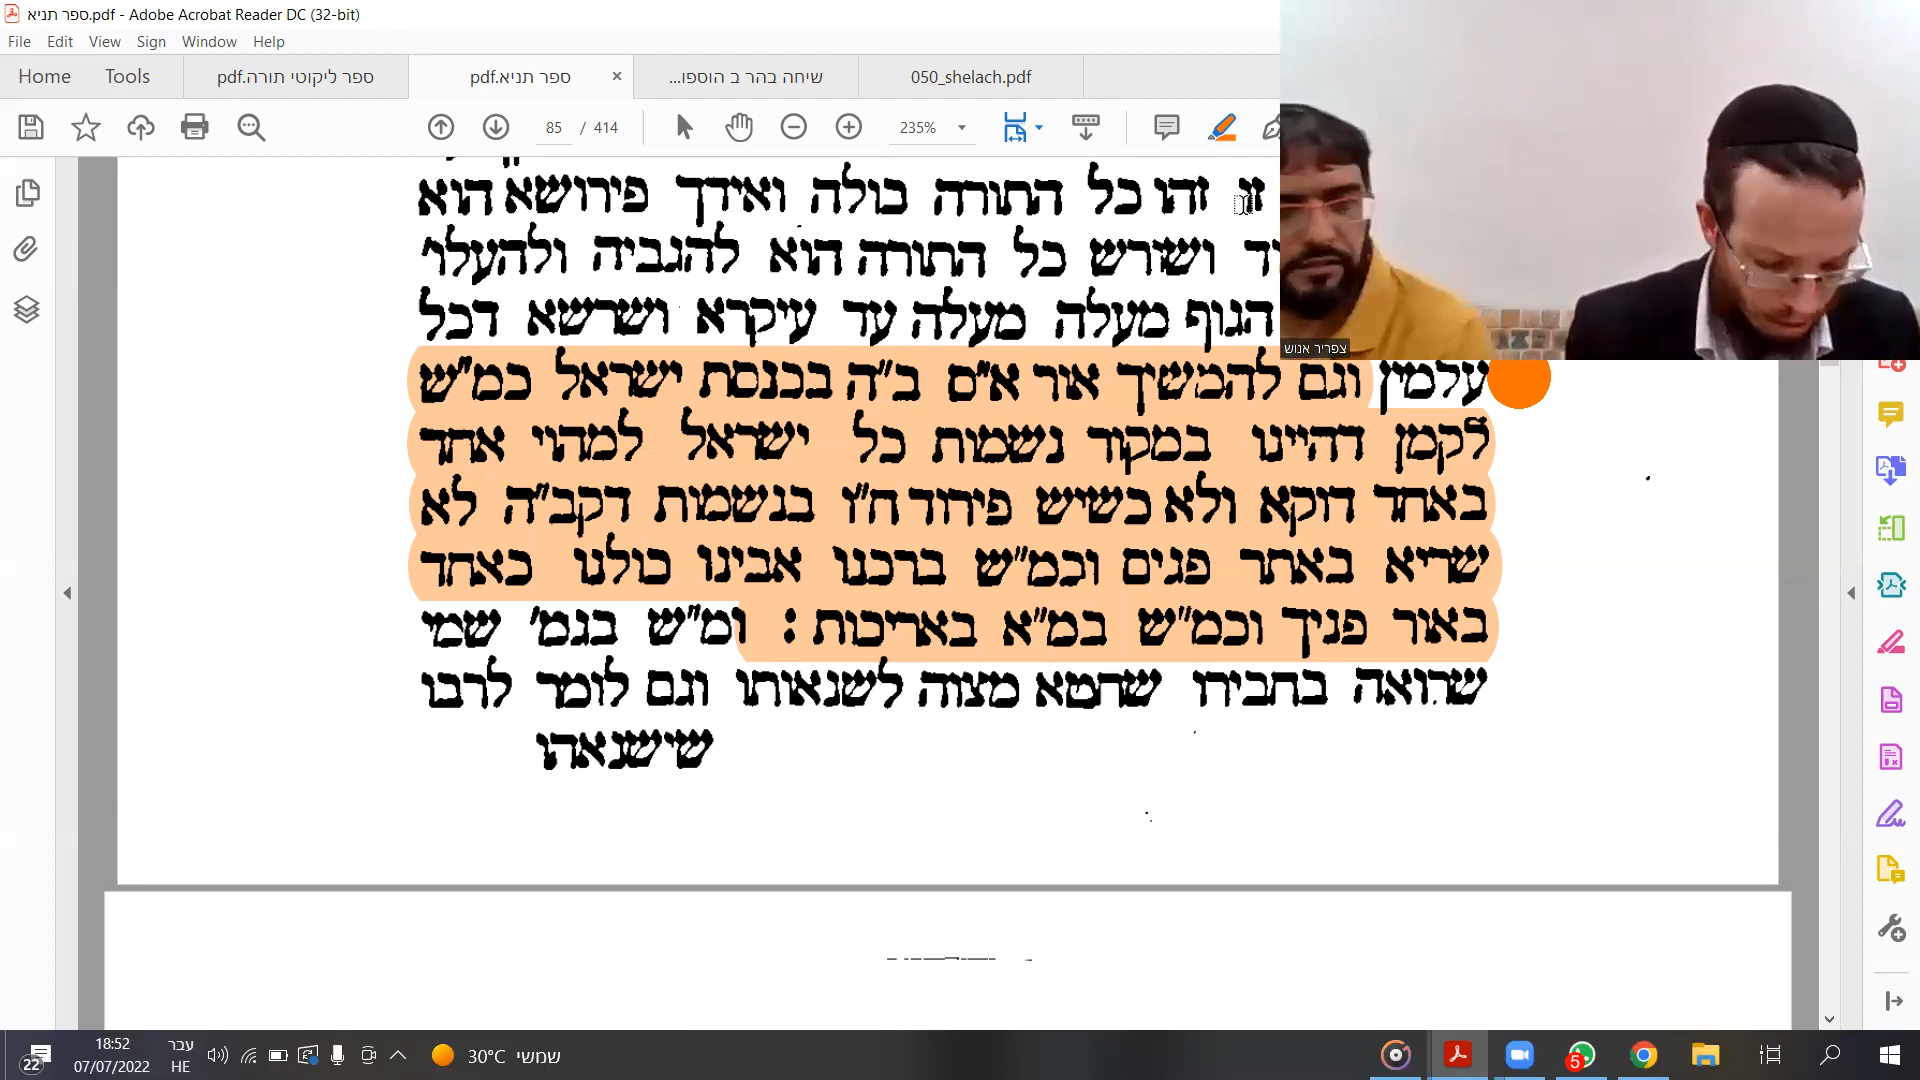 ספר תניא.pdf - Adobe Acrobat Reader DC (32-bit)
File Edit View Sign Window Help
Home Tools ספר ליקוטי תורה.pdf ספר תניא.pdf × שיחה בהר ב הוספו... 050_shelach.pdf
85 / 414 235%
זו זהו כל התורה כולה ואידך פירושא הוא
ושורש כל התורה הוא להגביה ולהעלו'
הגוף מעלה מעלה עד עיקרא ושרשא דכל
עלמין וגם להמשיך אור א"ס ב"ה בכנסת ישראל כמ"ש
לקמן דהיינו במקור נשמות כל ישראל למהוי אחד
באחד דוקא ולא כשיש פירוד ח"ו בנשמות דקב"ה לא
שריא באתר פגים וכמ"ש ברכנו אבינו כולנו כאחד
באור פניך וכמ"ש במ"א באריכות : ומ"ש בגמ' שמי
שרואה בחבירו שחטא מצוה לשנאותו וגם לומר לרבו
שישנאהו
צפריר אנוש
22 18:52 07/07/2022 עבר HE 30°C שמשי 5